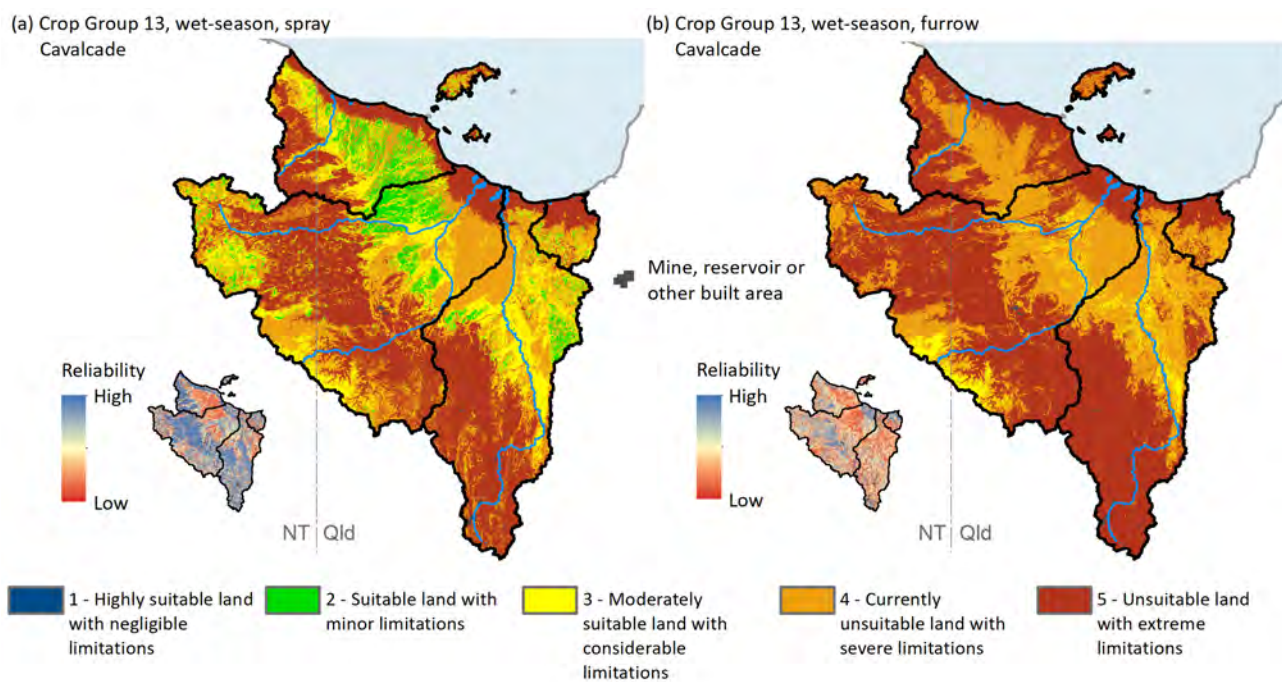 (a) Crop Group 13, wet-season, spray
Cavalcade
(b) Crop Group 13, wet-season, furrow
Cavalcade
Mine, reservoir or
other built area
Reliability
High
Low
NT Qld
Reliability
High
Low
NT Qld
1 - Highly suitable land
with negligible
limitations
2 - Suitable land with
minor limitations
3 - Moderately
suitable land with
considerable
limitations
4 - Currently
unsuitable land with
severe limitations
5 - Unsuitable land
with extreme
limitations